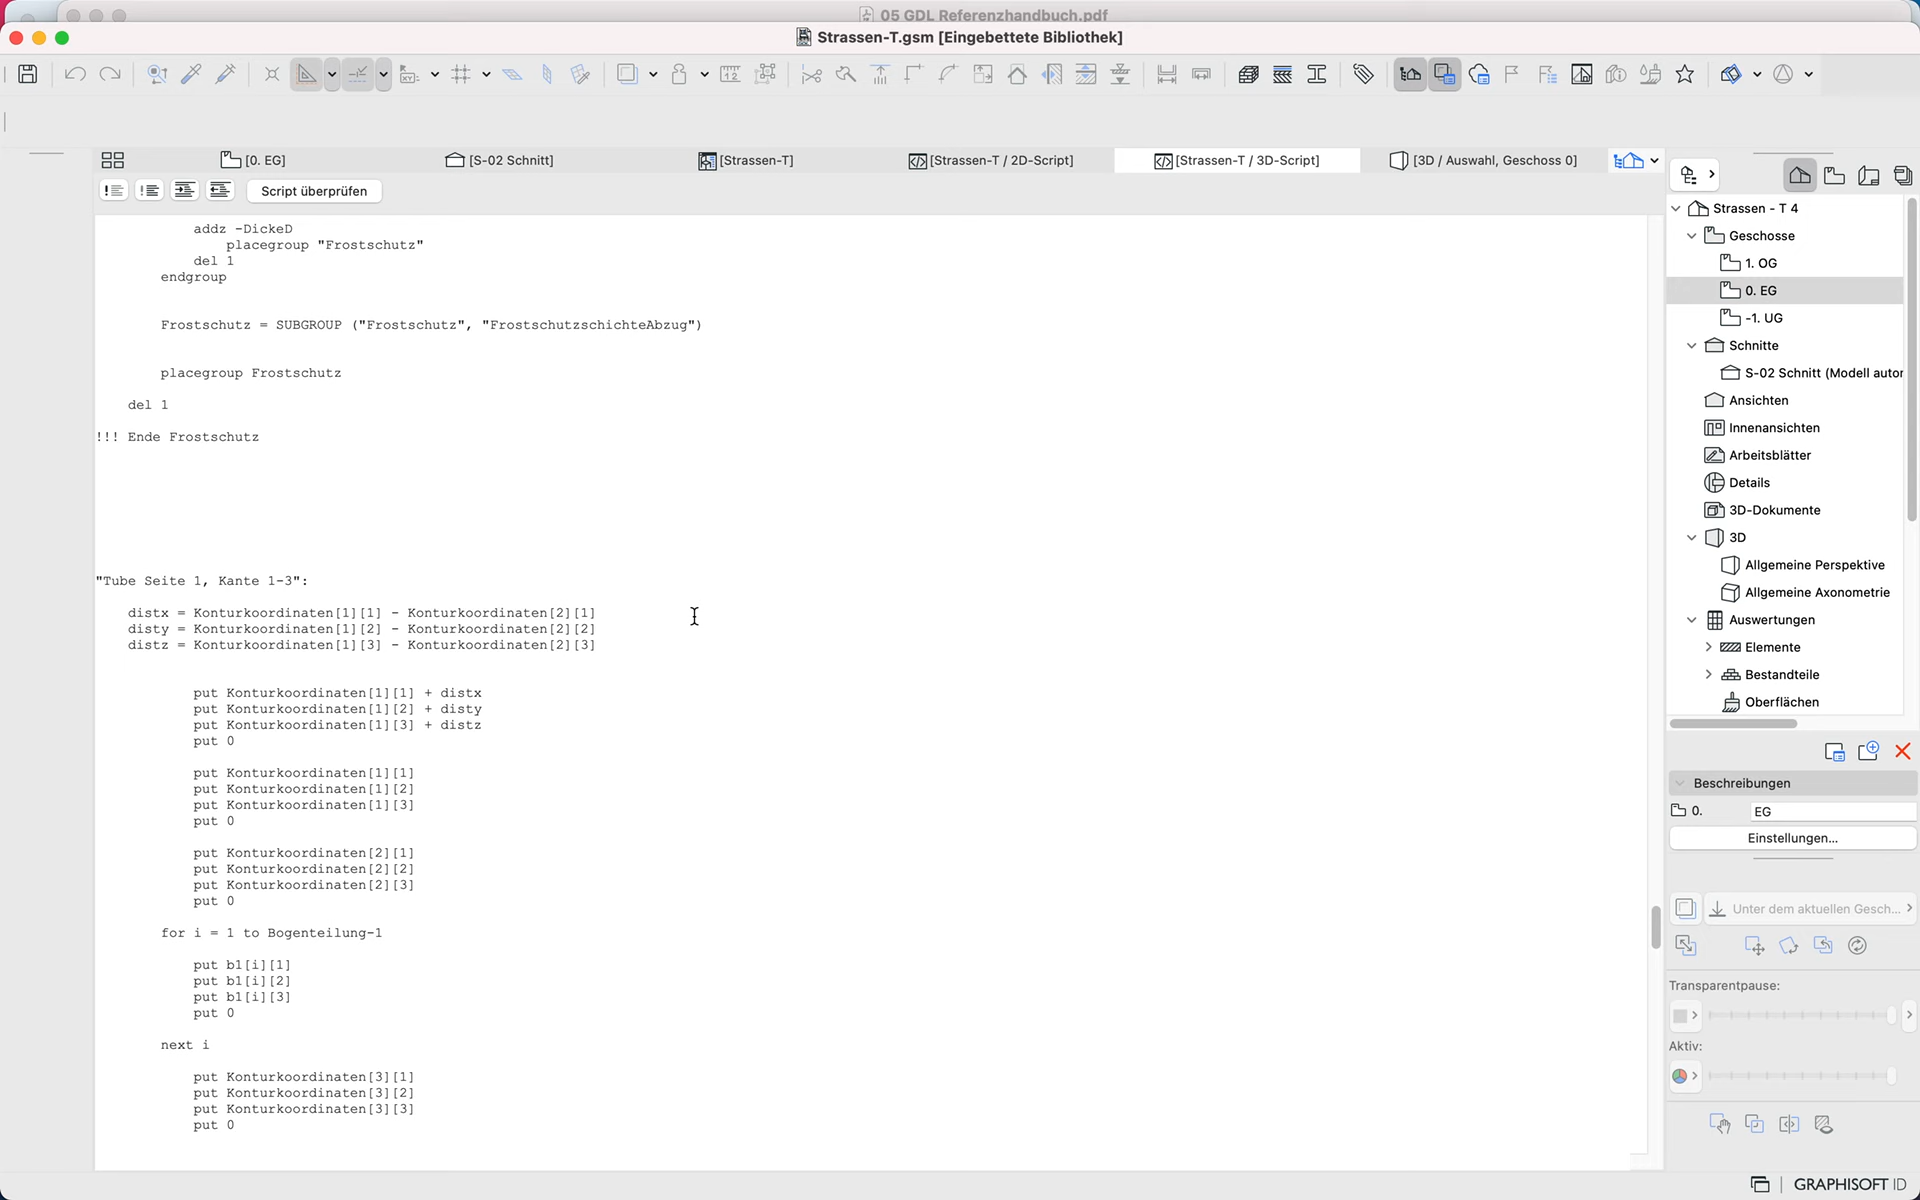 05 GDL Referenzhandbuch.pdf
Strassen-T.gsm [Eingebettete Bibliothek]
[0. EG]
[S-02 Schnitt]
[Strassen-T]
[Strassen-T / 2D-Script]
[Strassen-T / 3D-Script]
[3D / Auswahl, Geschoss 0]
Script überprüfen
addz -DickeD
placegroup "Frostschutz"
del 1
endgroup
Frostschutz = SUBGROUP ("Frostschutz", "FrostschutzschichteAbzug")
placegroup Frostschutz
del 1
!!! Ende Frostschutz
"Tube Seite 1, Kante 1-3":
distx = Konturkoordinaten[1][1] - Konturkoordinaten[2][1]
disty = Konturkoordinaten[1][2] - Konturkoordinaten[2][2]
distz = Konturkoordinaten[1][3] - Konturkoordinaten[2][3]
put Konturkoordinaten[1][1] + distx
put Konturkoordinaten[1][2] + disty
put Konturkoordinaten[1][3] + distz
put 0
put Konturkoordinaten[1][1]
put Konturkoordinaten[1][2]
put Konturkoordinaten[1][3]
put 0
put Konturkoordinaten[2][1]
put Konturkoordinaten[2][2]
put Konturkoordinaten[2][3]
put 0
for i = 1 to Bogenteilung-1
put b1[i][1]
put b1[i][2]
put b1[i][3]
put 0
next i
put Konturkoordinaten[3][1]
put Konturkoordinaten[3][2]
put Konturkoordinaten[3][3]
put 0
Strassen - T 4
Geschosse
1. OG
0. EG
-1. UG
Schnitte
S-02 Schnitt (Modell autor
Ansichten
Innenansichten
Arbeitsblätter
Details
3D-Dokumente
3D
Allgemeine Perspektive
Allgemeine Axonometrie
Auswertungen
Elemente
Bestandteile
Oberflächen
Beschreibungen
0. EG
Einstellungen...
Unter dem aktuellen Gesch...
Transparentpause:
Aktiv:
GRAPHISOFT ID